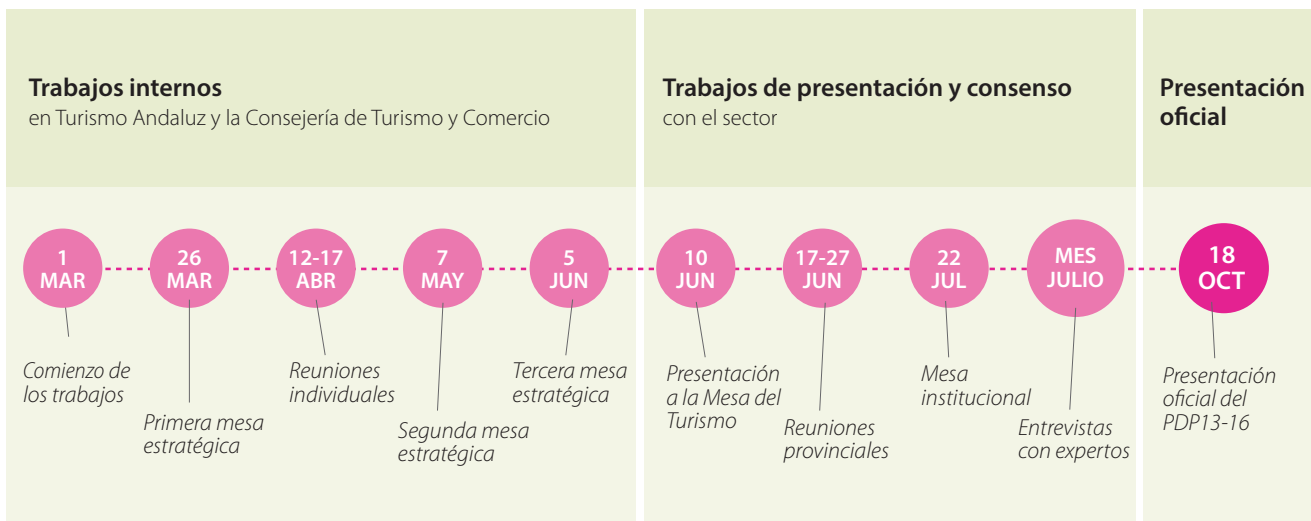 Trabajos internos
en Turismo Andaluz y la Consejería de Turismo y Comercio
Trabajos de presentación y consenso
con el sector
Presentación
oficial
1
MAR
26
MAR
12-17
ABR
7
MAY
5
JUN
10
JUN
17-27
JUN
22
JUL
MES
JULIO
18
OCT
Comienzo de
los trabajos
Primera mesa
estratégica
Reuniones
individuales
Segunda mesa
estratégica
Tercera mesa
estratégica
Presentación
a la Mesa del
Turismo
Reuniones
provinciales
Mesa
institucional
Entrevistas
con expertos
Presentación
oficial del
PDP13-16